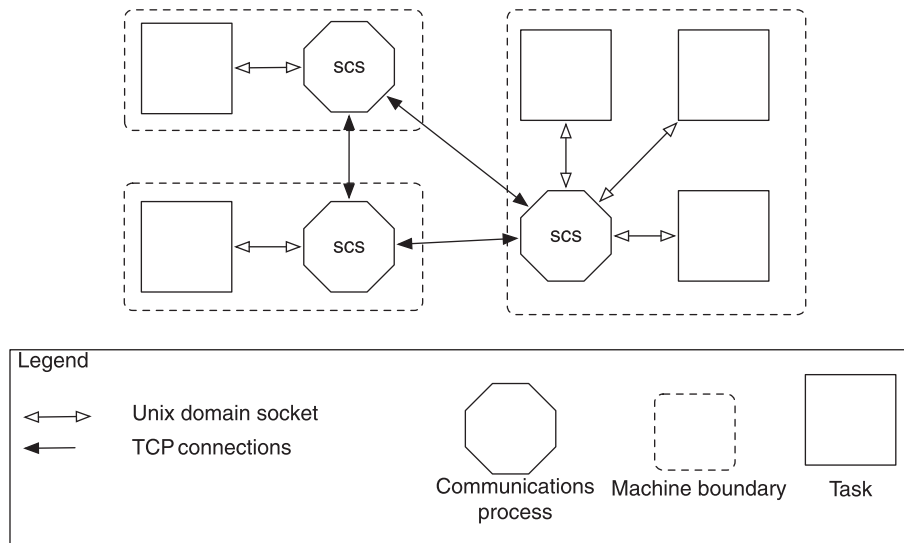 scs
scs
scs
Legend
Unix domain socket
TCP connections
Communications
process
Machine boundary
Task